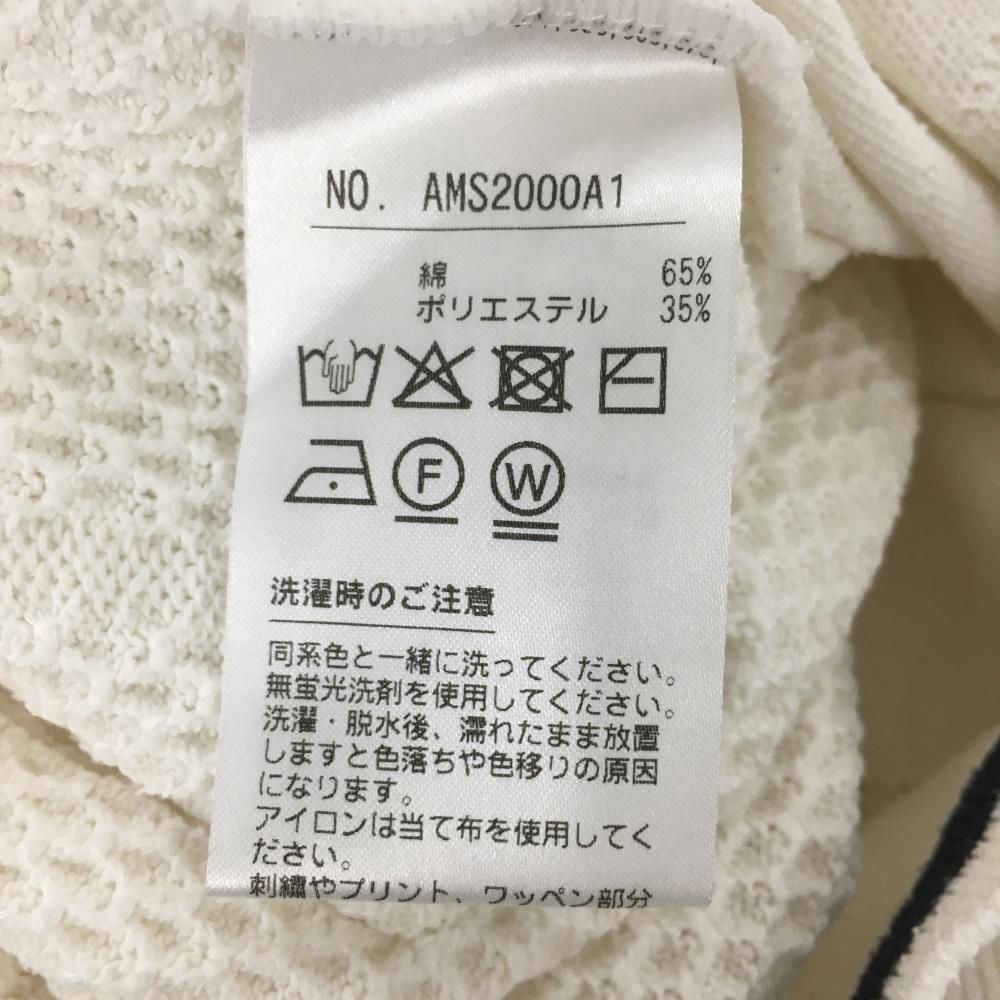 NO. AMS2000A1
綿 65%
ポリエステル 35%
F W
洗濯時のご注意
同系色と一緒に洗ってください。
無蛍光洗剤を使用してください。
洗濯・脱水後、濡れたまま放置
しますと色落ちや色移りの原因
になります。
アイロンは当て布を使用してく
ださい。
刺繍やプリント、ワッペン部分